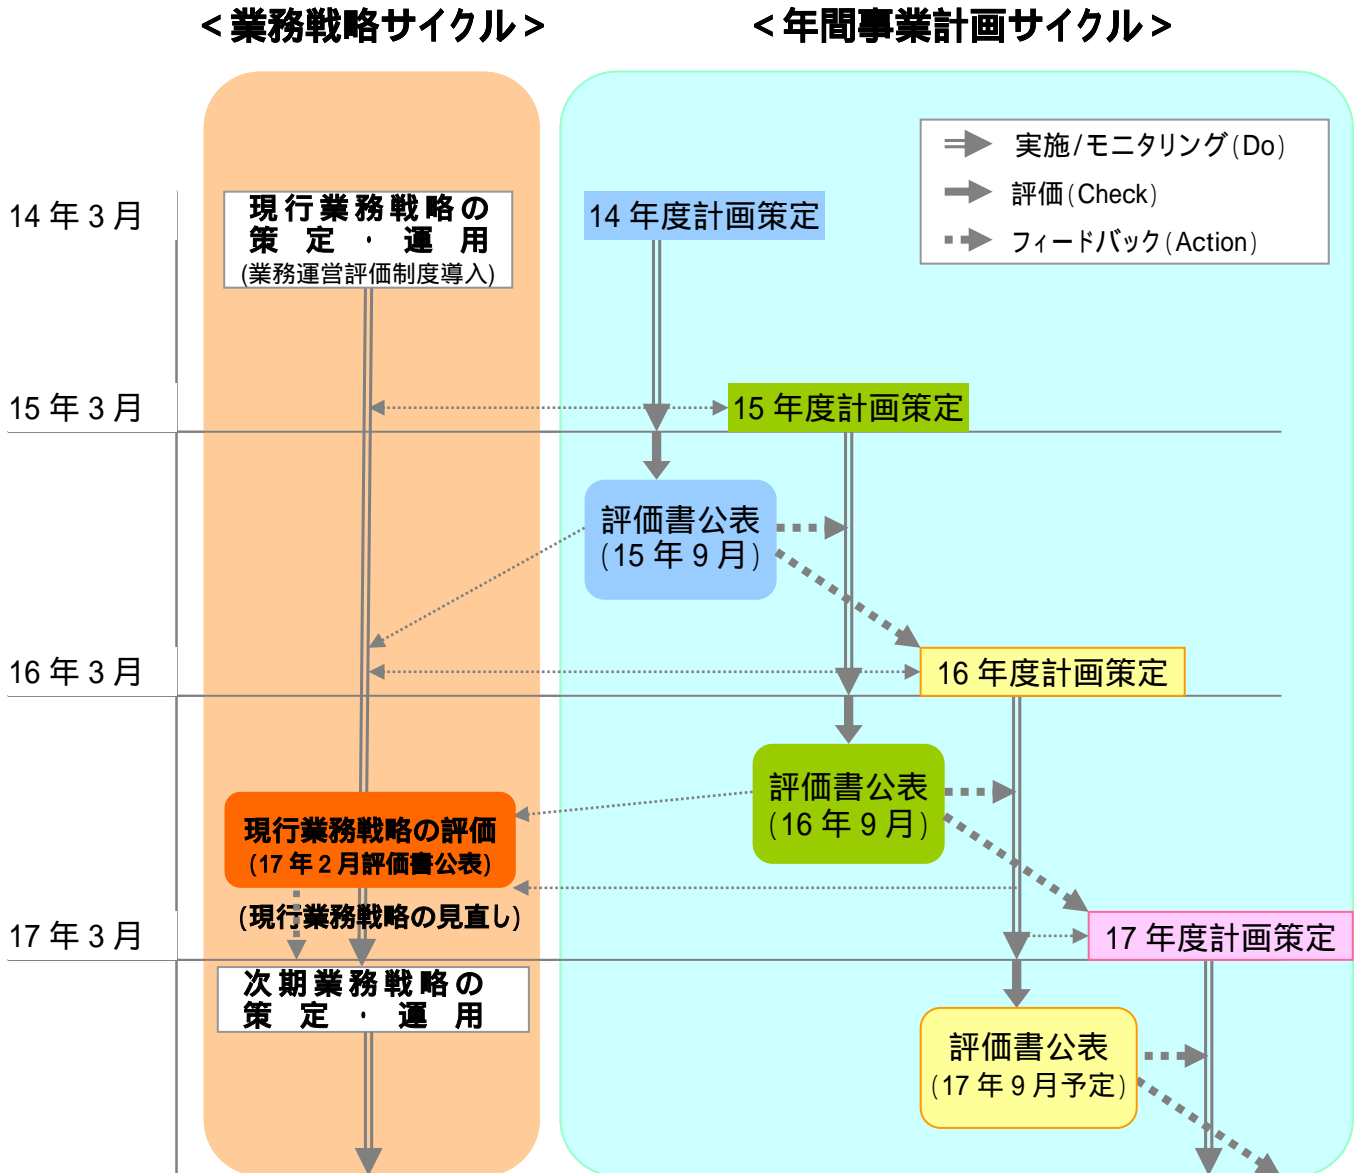 ＜業務戦略サイクル＞
＜年間事業計画サイクル＞
実施/モニタリング(Do)
評価(Check)
フィードバック(Action)
14年3月
現行業務戦略の
策定・運用
(業務運営評価制度導入)
14年度計画策定
15年3月
15年度計画策定
評価書公表
(15年9月)
16年3月
16年度計画策定
評価書公表
(16年9月)
現行業務戦略の評価
(17年2月評価書公表)
(現行業務戦略の見直し)
17年3月
17年度計画策定
次期業務戦略の
策定・運用
評価書公表
(17年9月予定)